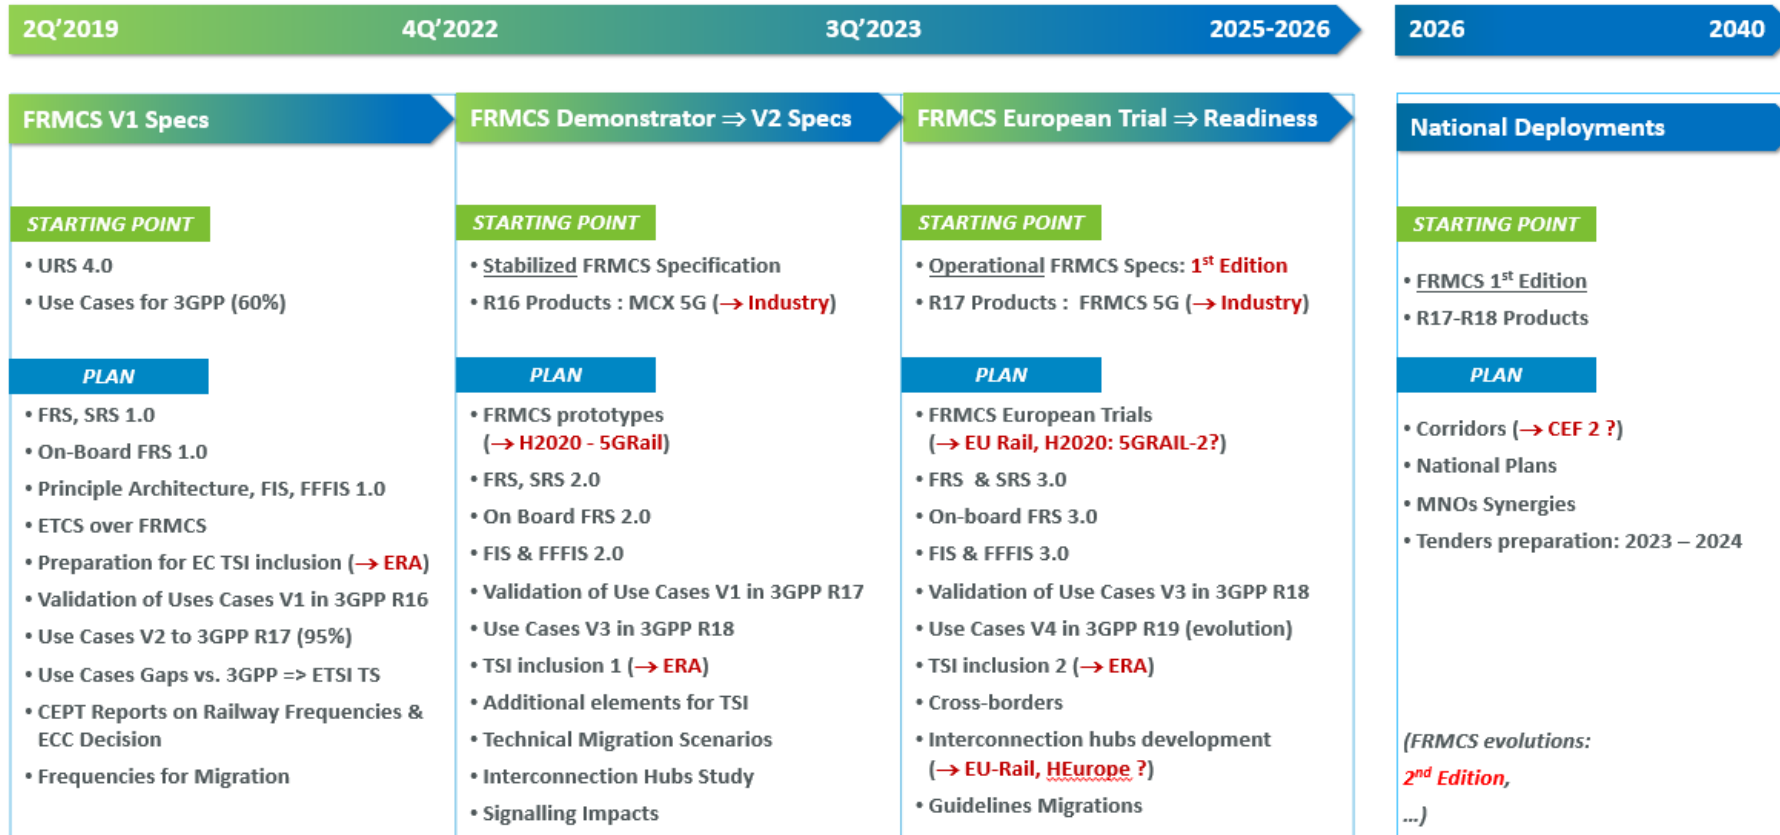 2Q’2019 4Q’2022 3Q’2023 2025-2026 2026 2040
FRMCS V1 Specs
STARTING POINT
• URS 4.0
• Use Cases for 3GPP (60%)
PLAN
• FRS, SRS 1.0
• On-Board FRS 1.0
• Principle Architecture, FIS, FFFIS 1.0
• ETCS over FRMCS
• Preparation for EC TSI inclusion (→ ERA)
• Validation of Uses Cases V1 in 3GPP R16
• Use Cases V2 to 3GPP R17 (95%)
• Use Cases Gaps vs. 3GPP => ETSI TS
• CEPT Reports on Railway Frequencies &
ECC Decision
• Frequencies for Migration
FRMCS Demonstrator ⇒ V2 Specs
STARTING POINT
• Stabilized FRMCS Specification
• R16 Products : MCX 5G (→ Industry)
PLAN
• FRMCS prototypes
(→ H2020 - 5GRail)
• FRS, SRS 2.0
• On Board FRS 2.0
• FIS & FFFIS 2.0
• Validation of Use Cases V1 in 3GPP R17
• Use Cases V3 in 3GPP R18
• TSI inclusion 1 (→ ERA)
• Additional elements for TSI
• Technical Migration Scenarios
• Interconnection Hubs Study
• Signalling Impacts
FRMCS European Trial ⇒ Readiness
STARTING POINT
• Operational FRMCS Specs: 1st Edition
• R17 Products : FRMCS 5G (→ Industry)
PLAN
• FRMCS European Trials
(→ EU Rail, H2020: 5GRAIL-2?)
• FRS & SRS 3.0
• On-board FRS 3.0
• FIS & FFFIS 3.0
• Validation of Use Cases V3 in 3GPP R18
• Use Cases V4 in 3GPP R19 (evolution)
• TSI inclusion 2 (→ ERA)
• Cross-borders
• Interconnection hubs development
(→ EU-Rail, HEurope ?)
• Guidelines Migrations
National Deployments
STARTING POINT
• FRMCS 1st Edition
• R17-R18 Products
PLAN
• Corridors (→ CEF 2 ?)
• National Plans
• MNOs Synergies
• Tenders preparation: 2023 – 2024
(FRMCS evolutions:
2nd Edition,
...)